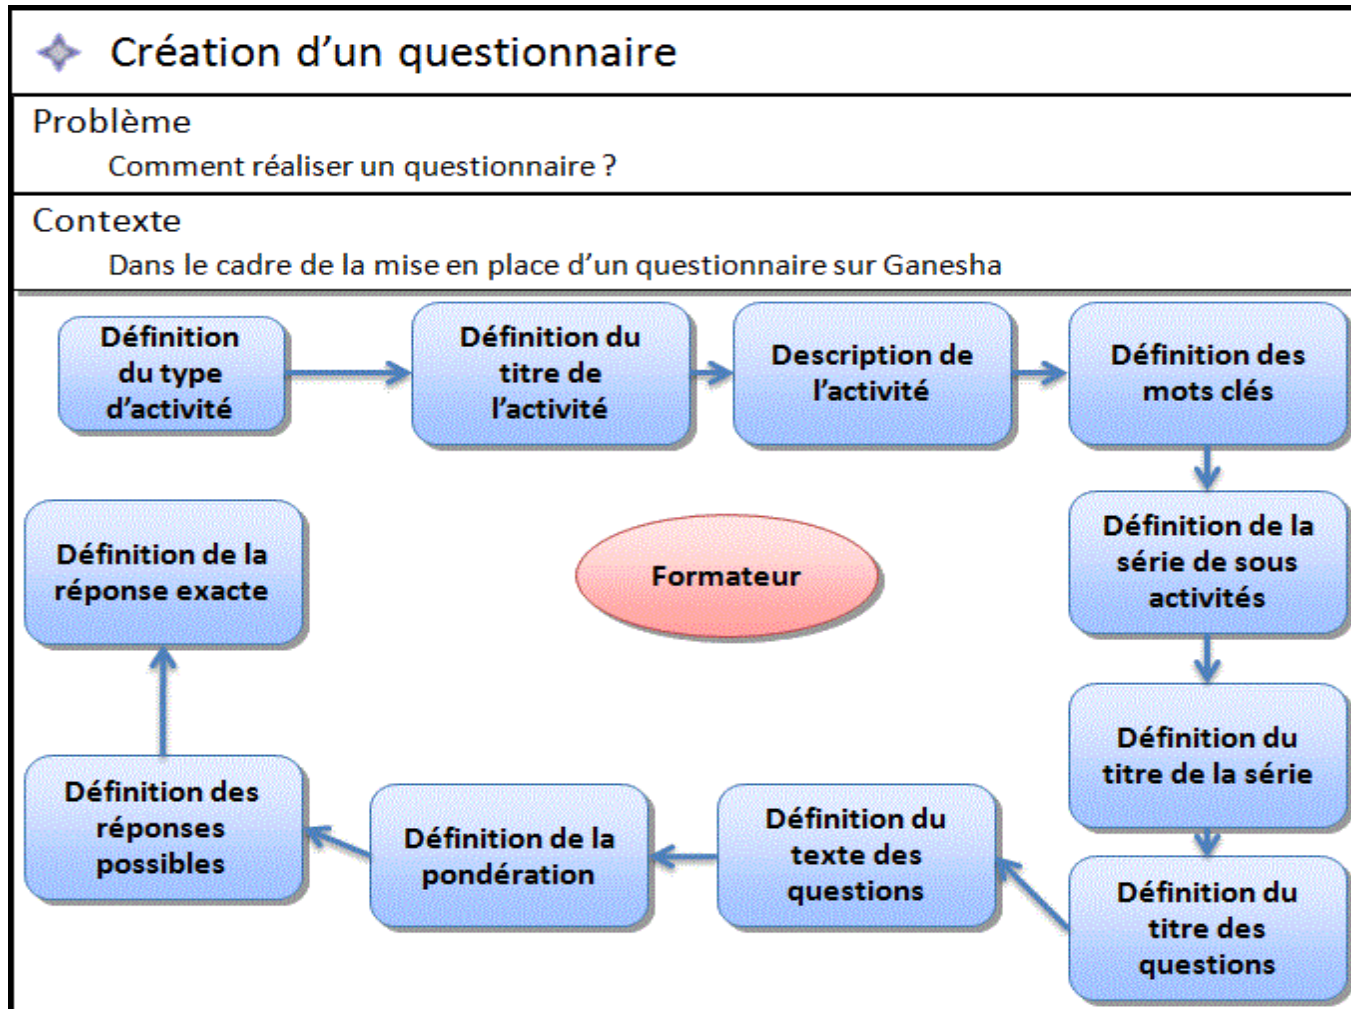 Création d’un questionnaire
Problème
Comment réaliser un questionnaire ?
Contexte
Dans le cadre de la mise en place d’un questionnaire sur Ganesha
Définition
du type
d’activité
Définition du
titre de
l’activité
Description de
l’activité
Définition des
mots clés
Définition de la
série de sous
activités
Définition du
titre de la série
Définition du
titre des
questions
Définition du
texte des
questions
Définition de la
pondération
Définition des
réponses
possibles
Définition de la
réponse exacte
Formateur